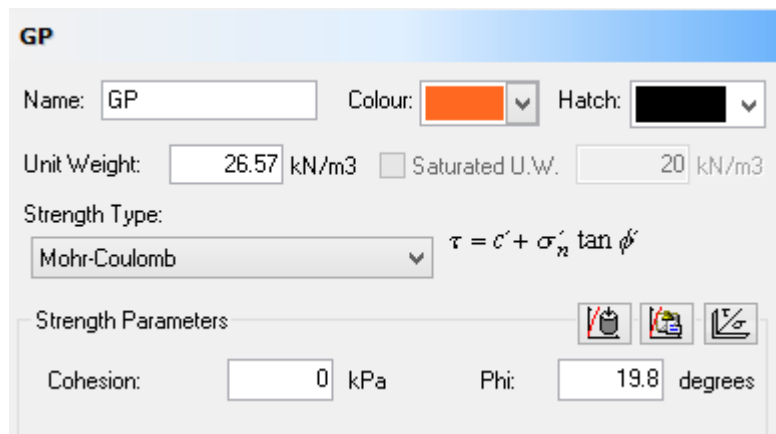 GP
Name: GP Colour: Hatch:
Unit Weight: 26.57 kN/m3 Saturated U.W. 20 kN/m3
Strength Type:
Mohr-Coulomb τ = c′ + σ′n tan ϕ′
Strength Parameters τ/σ
Cohesion: 0 kPa Phi: 19.8 degrees